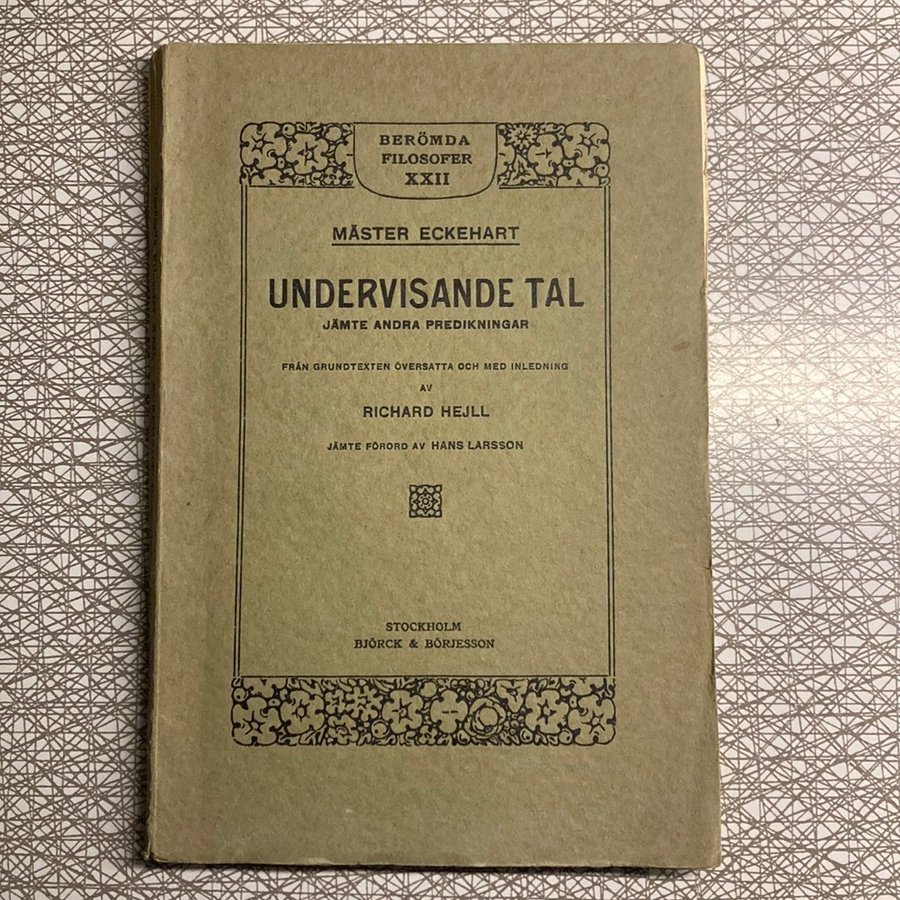 BERÖMDA
FILOSOFER
XXII
MÄSTER ECKEHART
UNDERVISANDE TAL
JÄMTE ANDRA PREDIKNINGAR
FRÅN GRUNDTEXTEN ÖVERSATTA OCH MED INLEDNING
AV
RICHARD HEJLL
JÄMTE FÖRORD AV HANS LARSSON
STOCKHOLM
BJÖRCK & BÖRJESSON